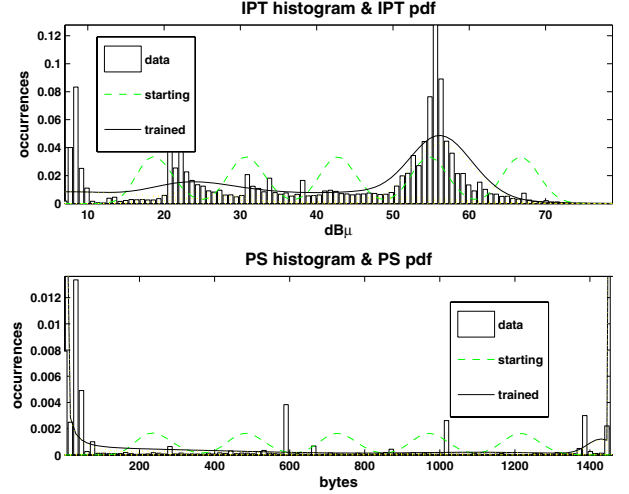 IPT histogram & IPT pdf
0.12
0.1
0.08
0.06
0.04
0.02
0
occurrences
data
starting
trained
10 20 30 40 50 60 70
dBμ
PS histogram & PS pdf
0.012
0.01
0.008
0.006
0.004
0.002
0
occurrences
data
starting
trained
200 400 600 800 1000 1200 1400
bytes